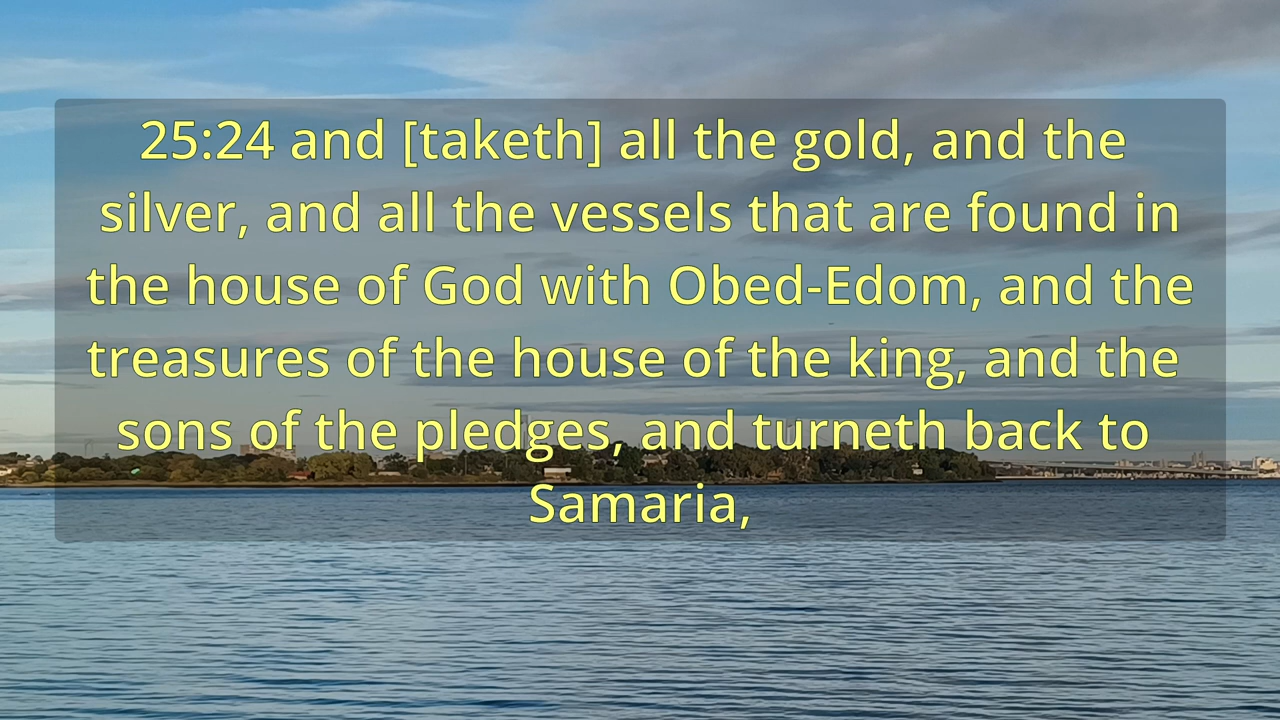 25:24 and [taketh] all the gold, and the
silver, and all the vessels that are found in
the house of God with Obed-Edom, and the
treasures of the house of the king, and the
sons of the pledges, and turneth back to
Samaria,